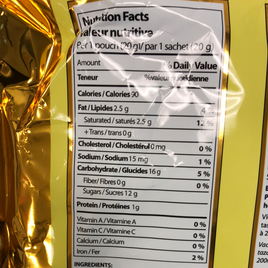 Nutrition Facts
Valeur nutritive
Per 1 pouch (20 g)/ par 1 sachet (20 g)
Amount % Daily Value
Teneur % valeur quotidienne
Calories / Calories 90
Fat / Lipides 2.5 g 4 %
Saturated / saturés 2.5 g
+ Trans / trans 0 g 12 %
Cholesterol / Cholestérol 0 mg 0 %
Sodium / Sodium 15 mg 1 %
Carbohydrate / Glucides 16 g 5 %
Fiber / Fibres 0 g 0 %
Sugars / Sucres 12 g
Protein / Protéines 1 g
Vitamin A / Vitamine A 0 %
Vitamin C / Vitamine C 0 %
Calcium / Calcium 0 %
Iron / Fer 2 %
INGREDIENTS: